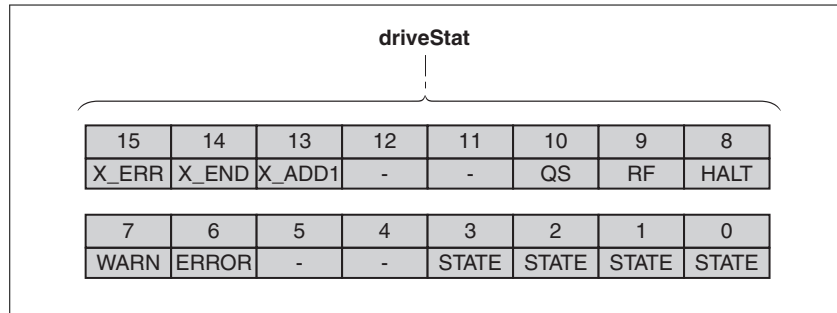 driveStat
15 14 13 12 11 10 9 8
X_ERR X_END X_ADD1 - - QS RF HALT
7 6 5 4 3 2 1 0
WARN ERROR - - STATE STATE STATE STATE